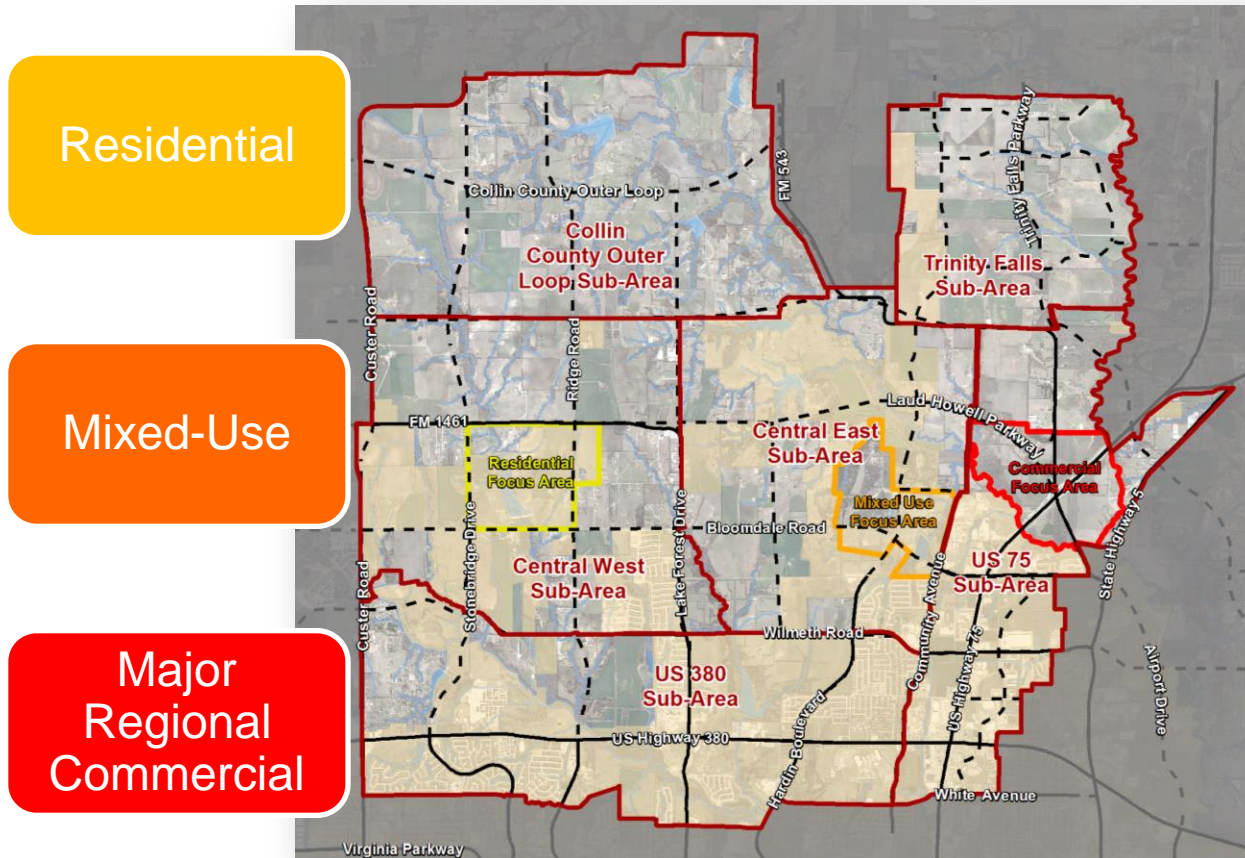 Residential
Mixed-Use
Major
Regional
Commercial
Collin County Outer Loop
FM 543
Trinity Falls Parkway
Collin
County Outer
Loop Sub-Area
Trinity Falls
Sub-Area
Custer Road
Ridge Road
FM 1461
Laud Howell Parkway
Central East
Sub-Area
Residential
Focus Area
Commercial
Focus Area
Mixed Use
Focus Area
Bloomdale Road
State Highway 5
Stonebridge Drive
Lake Forest Drive
Central West
Sub-Area
US 75
Sub-Area
Custer Road
Community Avenue
Wilmeth Road
US Highway 75
US 380
Sub-Area
Airport Drive
Hardin Boulevard
US Highway 380
White Avenue
Virginia Parkway